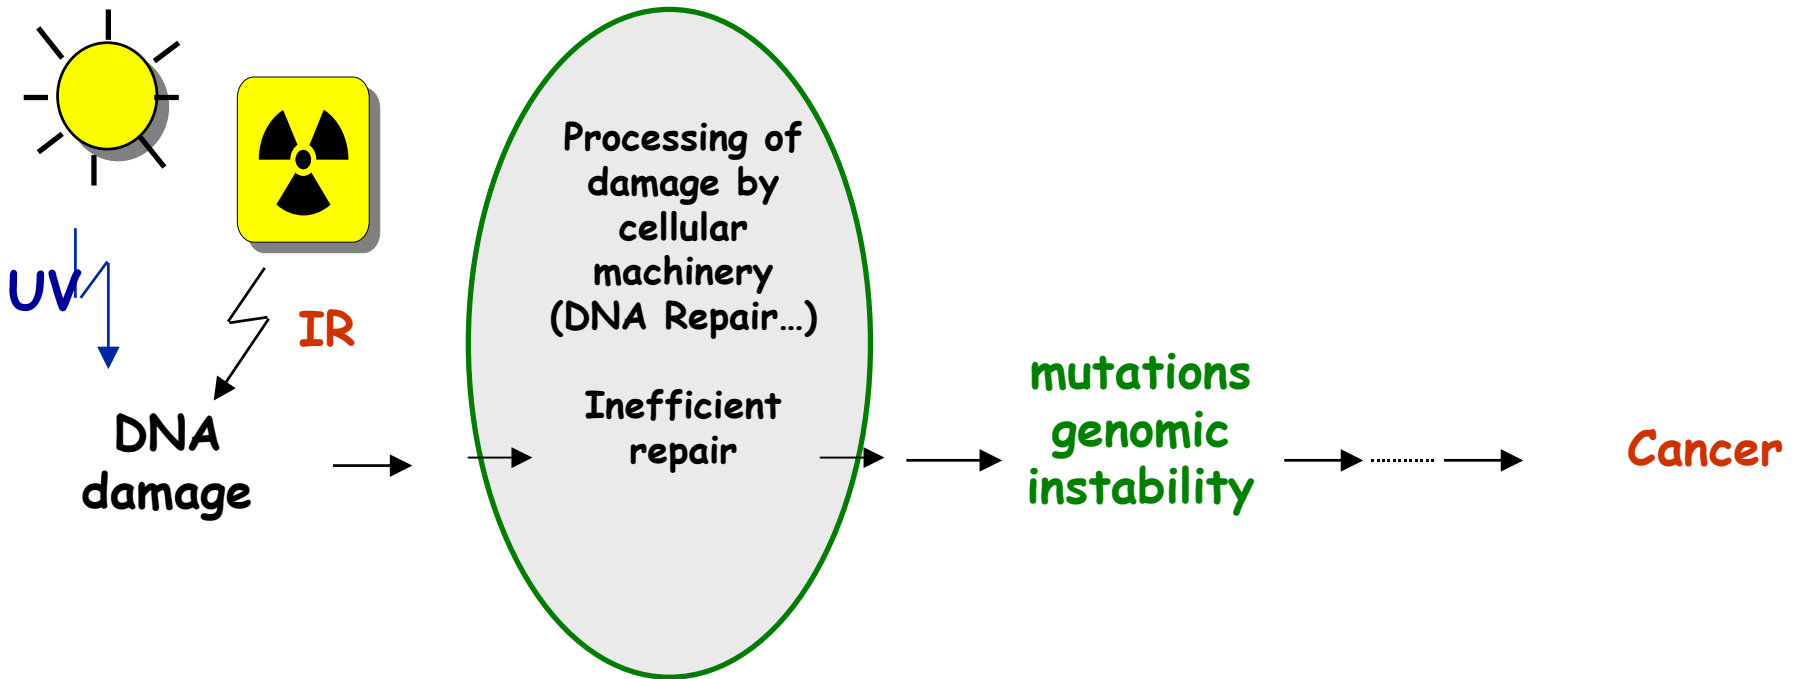 UV
IR
DNA
damage
Processing of
damage by
cellular
machinery
(DNA Repair...)
Inefficient
repair
mutations
genomic
instability
Cancer